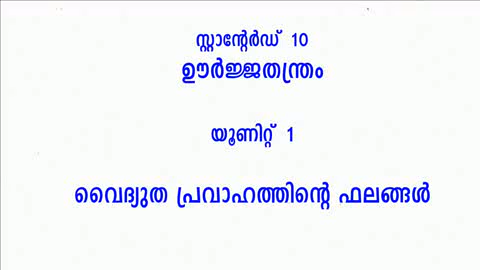 സ്റ്റാന്റേർഡ് 10
ഊർജ്ജതന്ത്രം
യൂണിറ്റ് 1
വൈദ്യുത പ്രവാഹത്തിന്റെ ഫലങ്ങൾ